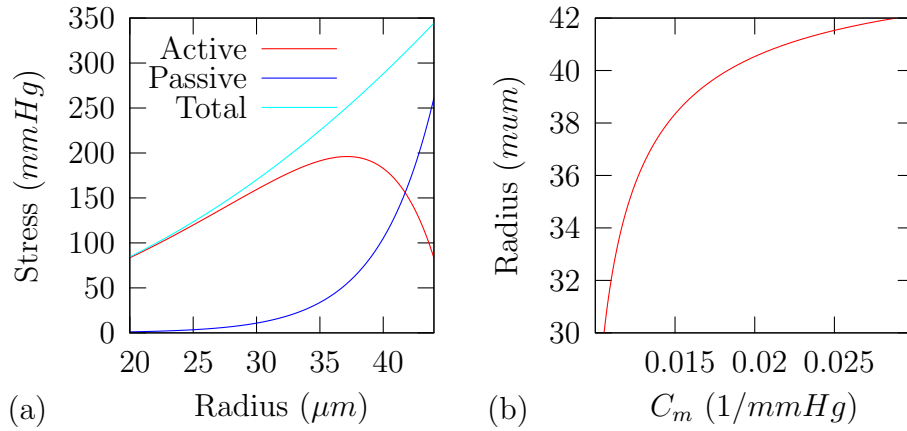 350
300
250
200
150
100
50
0
Stress (mmHg)
Active
Passive
Total
20 25 30 35 40
(a) Radius (μm)
42
40
38
36
34
32
30
Radius (mum)
0.015 0.02 0.025
(b) C_m (1/mmHg)